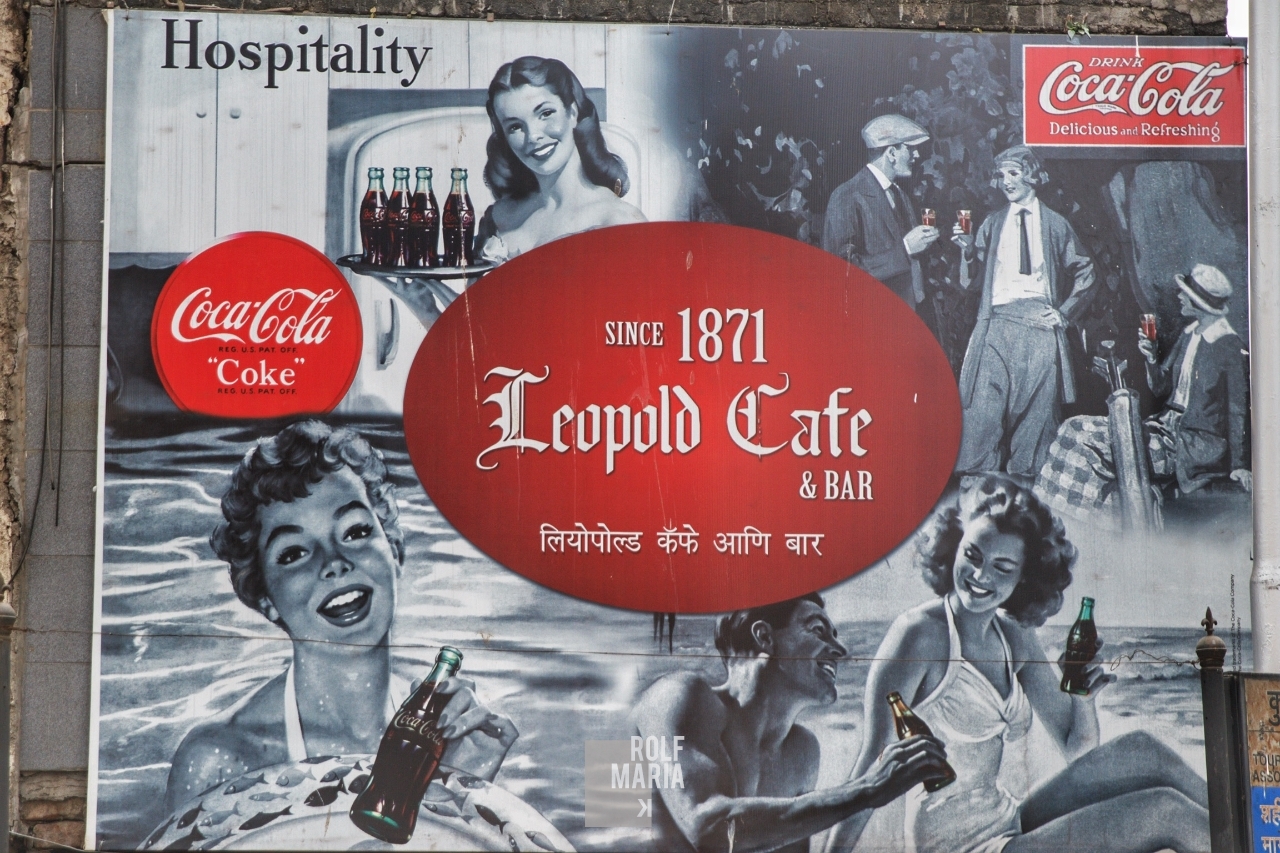 Hospitality
DRINK
Coca-Cola
Delicious and Refreshing
Coca-Cola
REG. U.S. PAT. OFF.
"Coke"
REG. U.S. PAT. OFF.
SINCE 1871
Leopold Cafe
& BAR
लियोपोल्ड कॅफे आणि बार
Coca-Cola
ROLF
MARIA
K